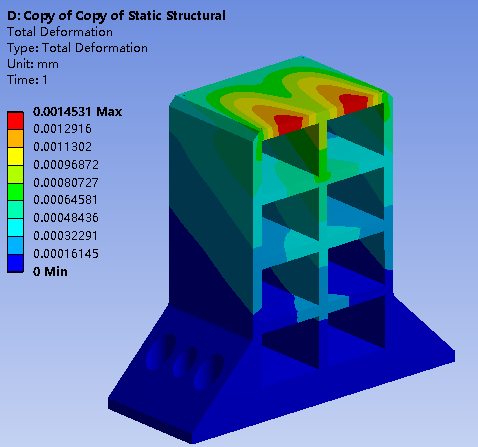 D: Copy of Copy of Static Structural
Total Deformation
Type: Total Deformation
Unit: mm
Time: 1
0.0014531 Max
0.0012916
0.0011302
0.00096872
0.00080727
0.00064581
0.00048436
0.00032291
0.00016145
0 Min